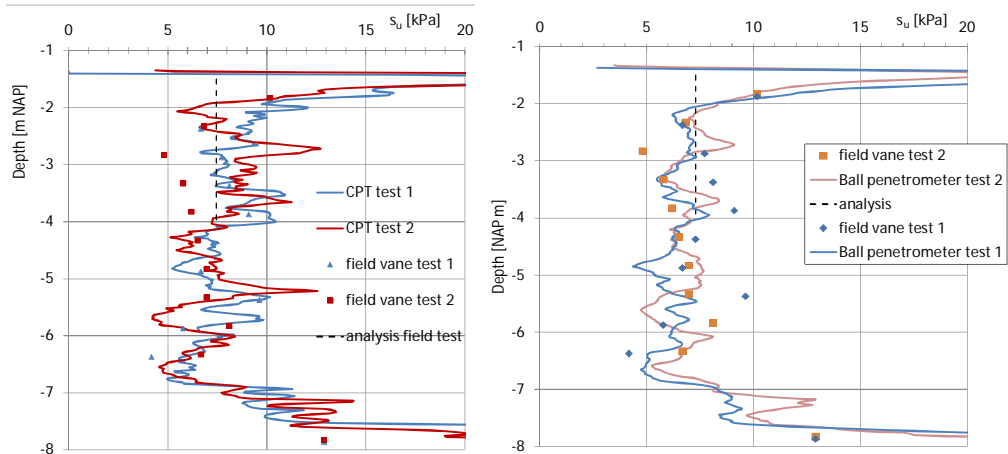 s_u [kPa]
0 5 10 15 20
-1
-2
-3
-4
-5
-6
-7
-8
Depth [m NAP]
CPT test 1
CPT test 2
field vane test 1
field vane test 2
analysis field test
s_u [kPa]
0 5 10 15 20
-1
-2
-3
-4
-5
-6
-7
-8
Depth [NAP m]
field vane test 2
Ball penetrometer test 2
analysis
field vane test 1
Ball penetrometer test 1